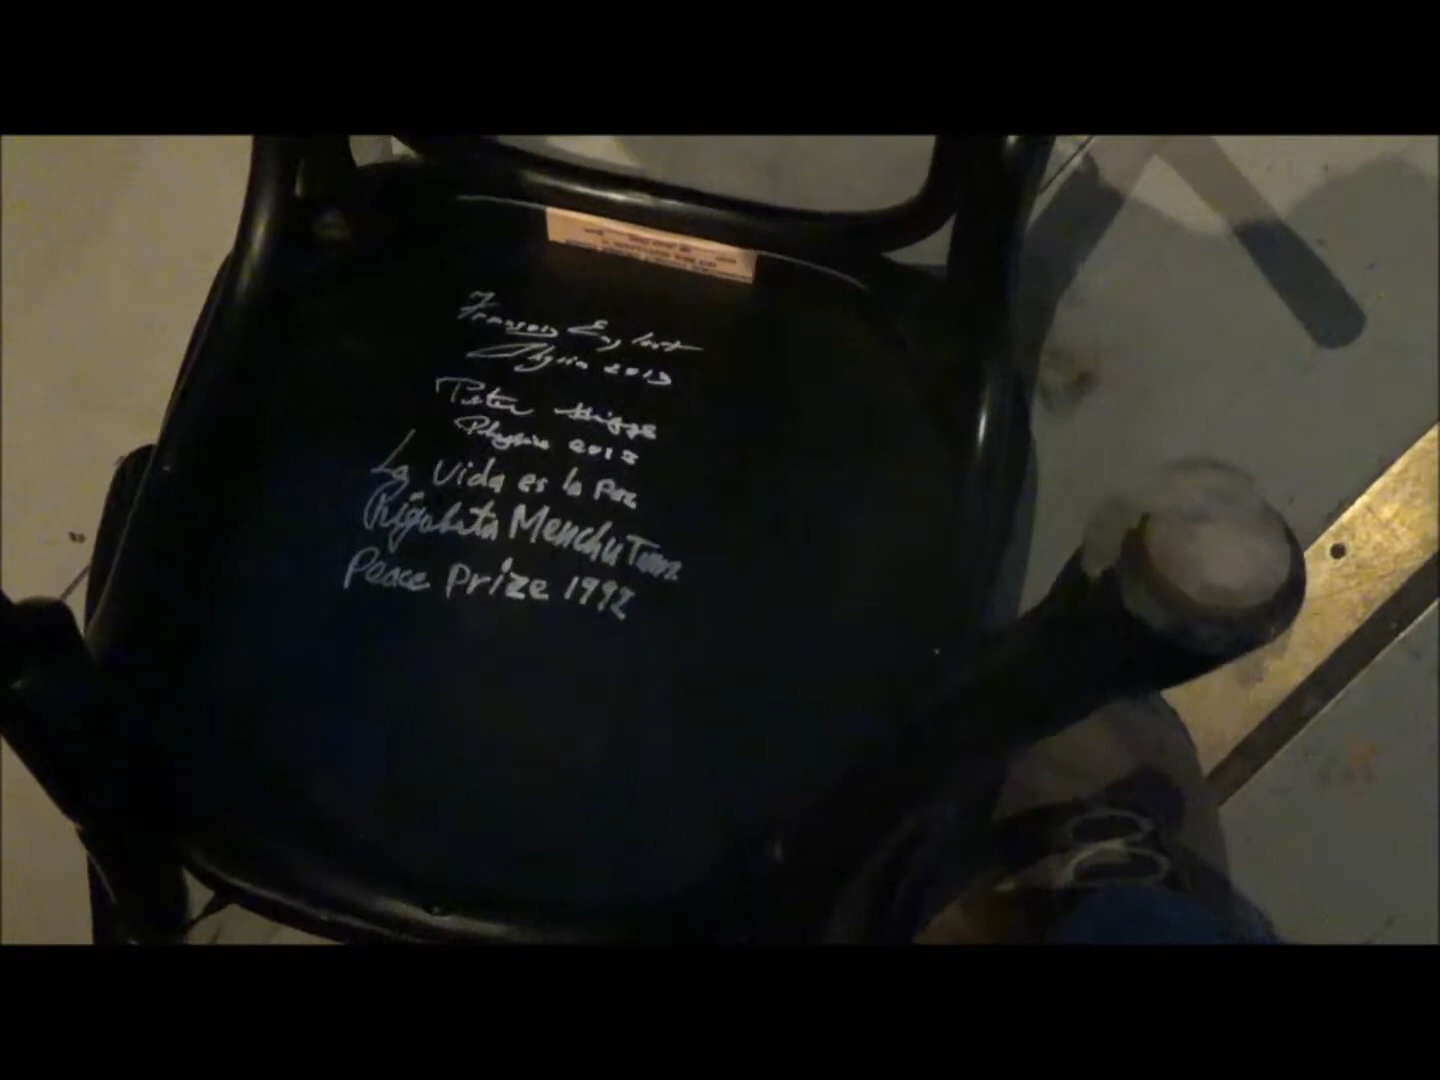 François Englert
Physics 2013
Peter Higgs
Physics 2013
La vida es la paz
Rigoberta Menchu Tum
Peace Prize 1992